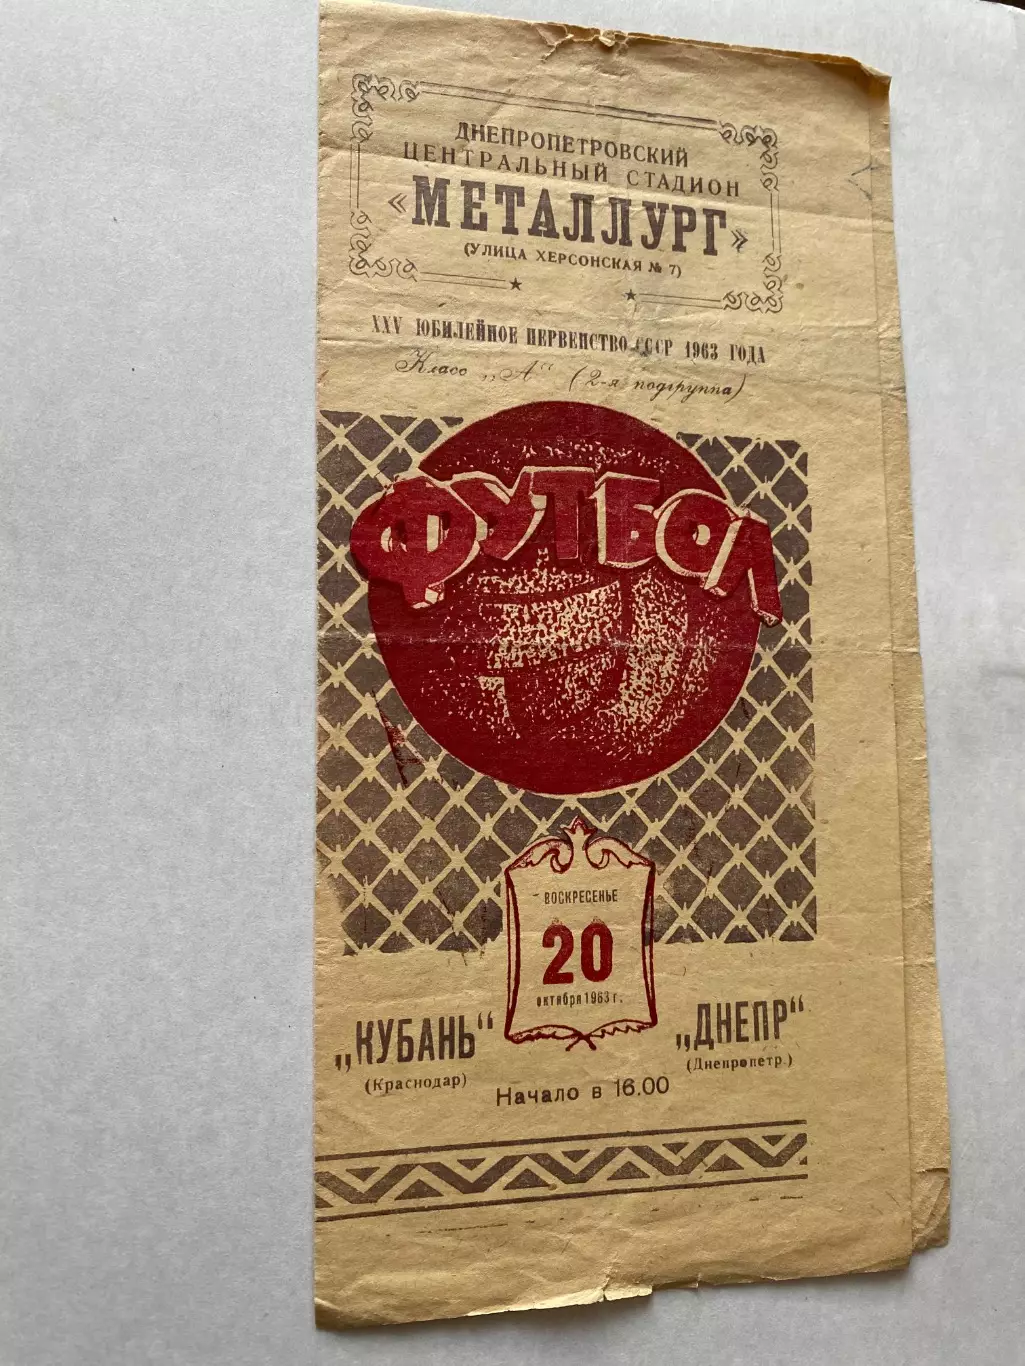 ДНЕПРОПЕТРОВСКИЙ
ЦЕНТРАЛЬНЫЙ СТАДИОН
«МЕТАЛЛУРГ»
(УЛИЦА ХЕРСОНСКАЯ № 7)
XXV ЮБИЛЕЙНОЕ ПЕРВЕНСТВО СССР 1963 ГОДА
Класс „А“ (2-я подгруппа)
ФУТБОЛ
ВОСКРЕСЕНЬЕ
20
октября 1963 г.
„КУБАНЬ“
(Краснодар)
„ДНЕПР“
(Днепропетр.)
Начало в 16.00